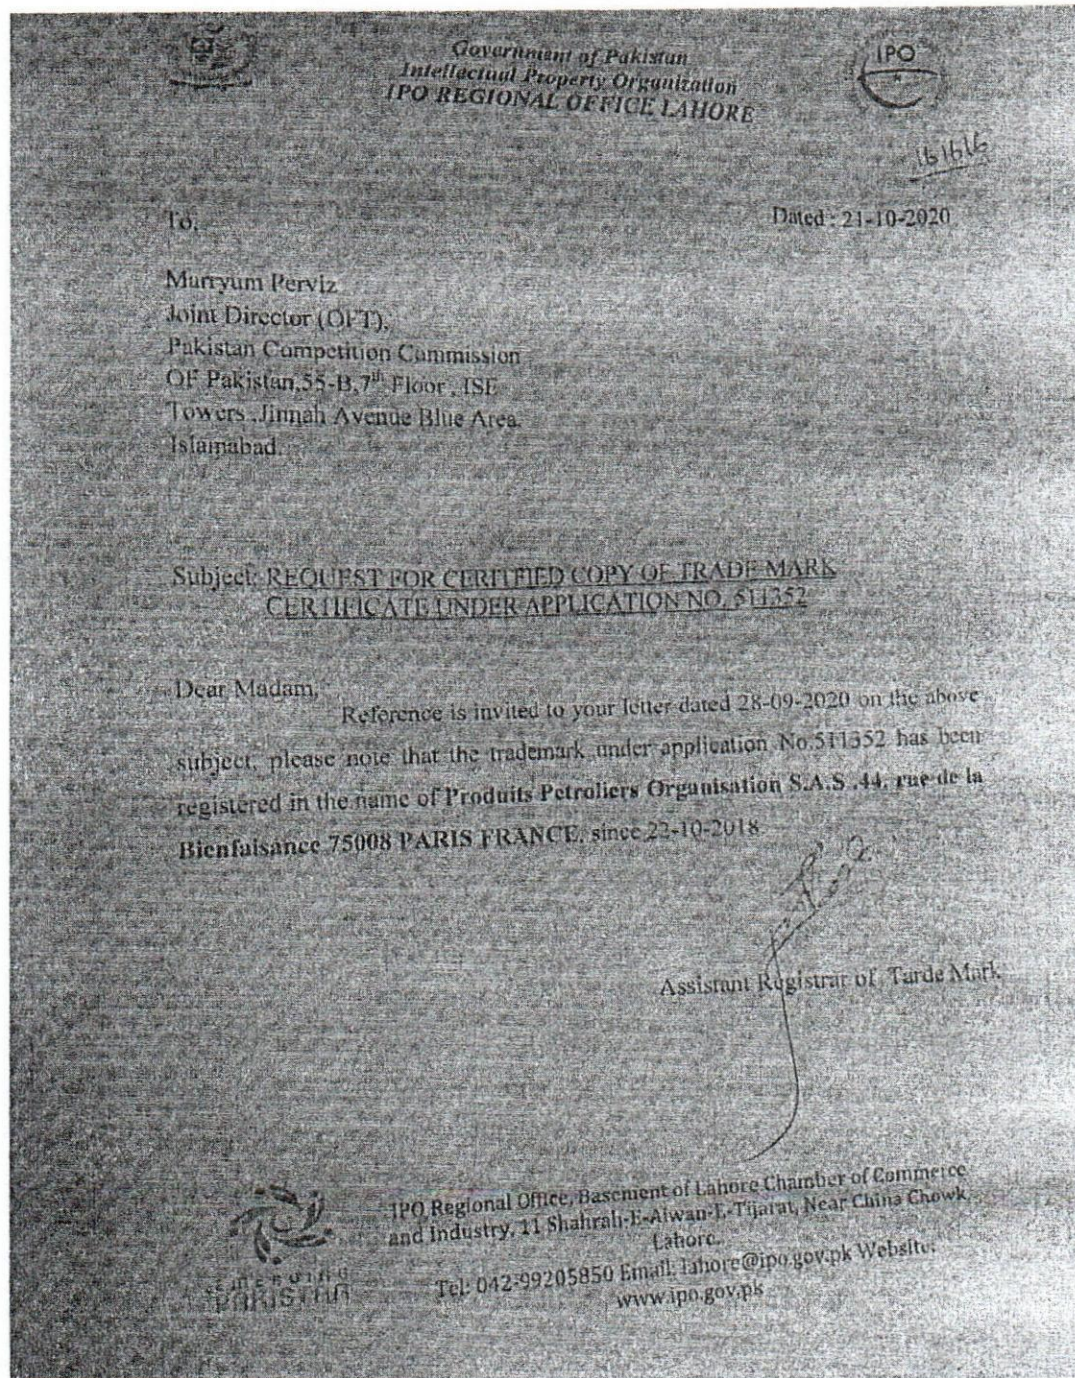 Government of Pakistan
Intellectual Property Organization
IPO REGIONAL OFFICE LAHORE
IPO
To,
Dated : 21-10-2020
Marryum Perviz
Joint Director (OFT),
Pakistan Competition Commission
OF Pakistan,55-B,7th Floor , ISE
Towers ,Jinnah Avenue Blue Area,
Islamabad.
Subject: REQUEST FOR CERTIFIED COPY OF TRADE MARK
CERTIFICATE UNDER APPLICATION NO. 511352
Dear Madam,
Reference is invited to your letter dated 28-09-2020 on the above
subject, please note that the trademark under application No.511352 has been
registered in the name of Produits Petroliers Organisation S.A.S .44, rue de la
Bienfaisance 75008 PARIS FRANCE, since 22-10-2018
Assistant Registrar of Tarde Mark
IPO Regional Office, Basement of Lahore Chamber of Commerce
and Industry, 11 Shahrah-E-Aiwan-E-Tijarat, Near China Chowk,
Lahore.
Tel: 042-99205850 Email: lahore@ipo.gov.pk Website:
www.ipo.gov.pk
EMERGING
PAKISTAN